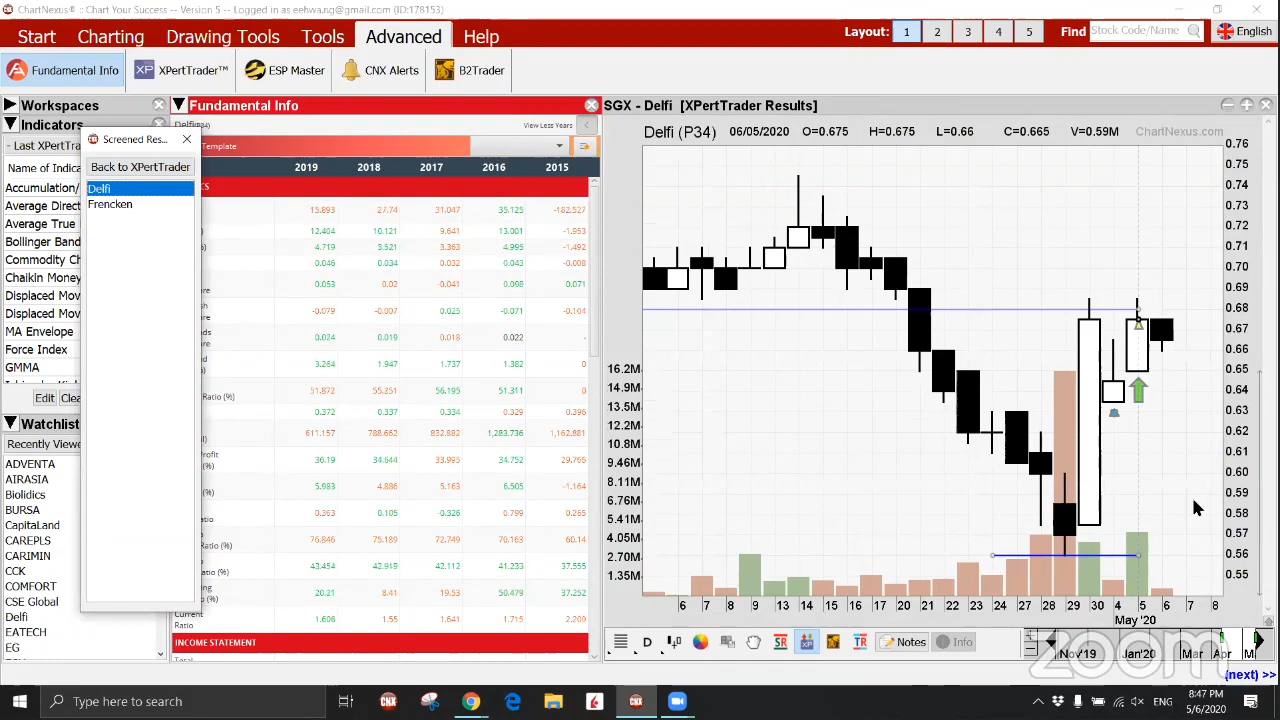 ChartNexus® :: Chart Your Success -- Version 5 -- Logged in as eehwa.ng@gmail.com (ID:178153)
Start Charting Drawing Tools Tools Advanced Help Layout: 1 2 3 4 5 Find Stock Code/Name English
Fundamental Info XPertTrader™ ESP Master CNX Alerts B2Trader
Workspaces
Indicators
- Last XPertTra
Name of Indica
Accumulation/
Average Direct
Average True
Bollinger Band
Commodity Ch
Chaikin Money
Displaced Mov
Displaced Mov
MA Envelope
Force Index
GMMA
Edit Clea
Watchlist
Recently Viewe
ADVENTA
AIRASIA
Biolidics
BURSA
CapitaLand
CAREPLS
CARIMIN
CCK
COMFORT
CSE Global
Delfi
EATECH
EG
Screened Res...
Back to XPertTrader
Delfi
Frencken
Fundamental Info
View Less Years
Template
2019 2018 2017 2016 2015
CS
15.893 27.74 31.047 35.125 -182.527
12.404 10.121 9.641 13.001 -1.953
4.719 3.521 3.363 4.995 -1.492
0.046 0.034 0.032 0.043 -0.008
0.053 0.02 -0.041 0.098 0.071
-0.079 -0.007 0.025 -0.071 -0.104
0.024 0.019 0.018 0.022 -
3.264 1.947 1.737 1.382 0
Ratio (%) 51.872 55.251 56.195 51.311 0
0.372 0.337 0.334 0.329 0.396
611.157 788.662 832.882 1,283.736 1,162.881
36.19 34.644 33.995 34.752 29.766
5.983 4.886 5.163 6.505 -1.164
0.363 0.105 -0.326 0.799 0.265
76.846 75.189 72.749 70.163 60.14
43.454 42.919 42.112 41.233 37.555
20.21 8.41 19.53 50.479 37.252
Current
Ratio 1.606 1.55 1.641 1.715 2.209
INCOME STATEMENT
SGX - Delfi [XPertTrader Results]
Delfi (P34) 06/05/2020 O=0.675 H=0.675 L=0.66 C=0.665 V=0.59M ChartNexus.com
0.76
0.75
0.74
0.73
0.72
0.71
0.70
0.69
0.68
0.67
0.66
0.65
0.64
0.63
0.62
0.61
0.60
0.59
0.58
0.57
0.56
0.55
16.2M
14.9M
13.5M
12.2M
10.8M
9.46M
8.11M
6.76M
5.41M
4.05M
2.70M
1.35M
6 7 8 9 13 14 15 16 17 20 21 22 23 24 27 28 29 30 4 5 6 7 8
May '20
D SR XP TR Notes Info
Nov'19 Jan'20 Mar Apr M
zoom
(next) >>
Type here to search
ENG
8:47 PM
5/6/2020